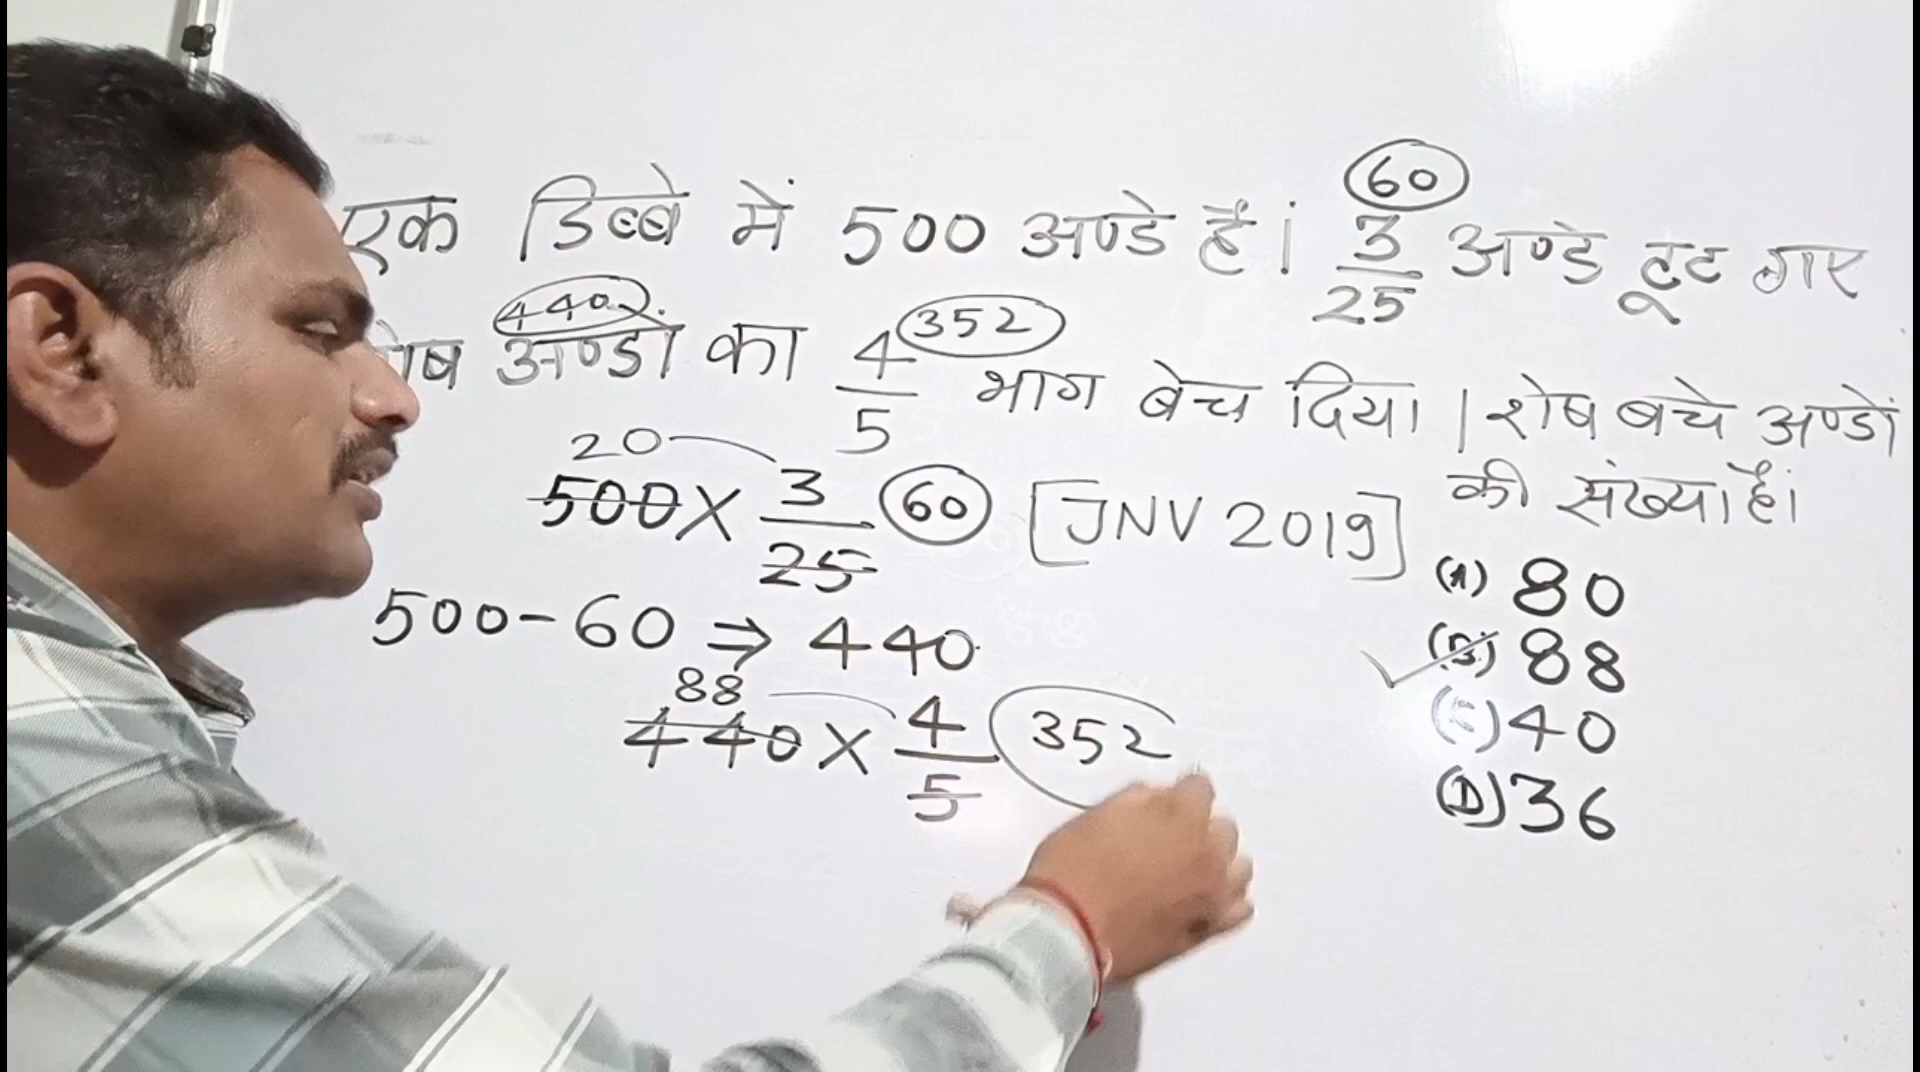 60
एक डिब्बे में 500 अण्डे हैं। 3/25 अण्डे टूट गए
440 352
शेष अण्डों का 4/5 भाग बेच दिया। शेष बचे अण्डों
की संख्या है।
20
500 × 3/25 60 [JNV 2019]
(A) 80
500-60 ⇒ 440
(B) 88
88
440 × 4/5 352
(C) 40
(D) 36